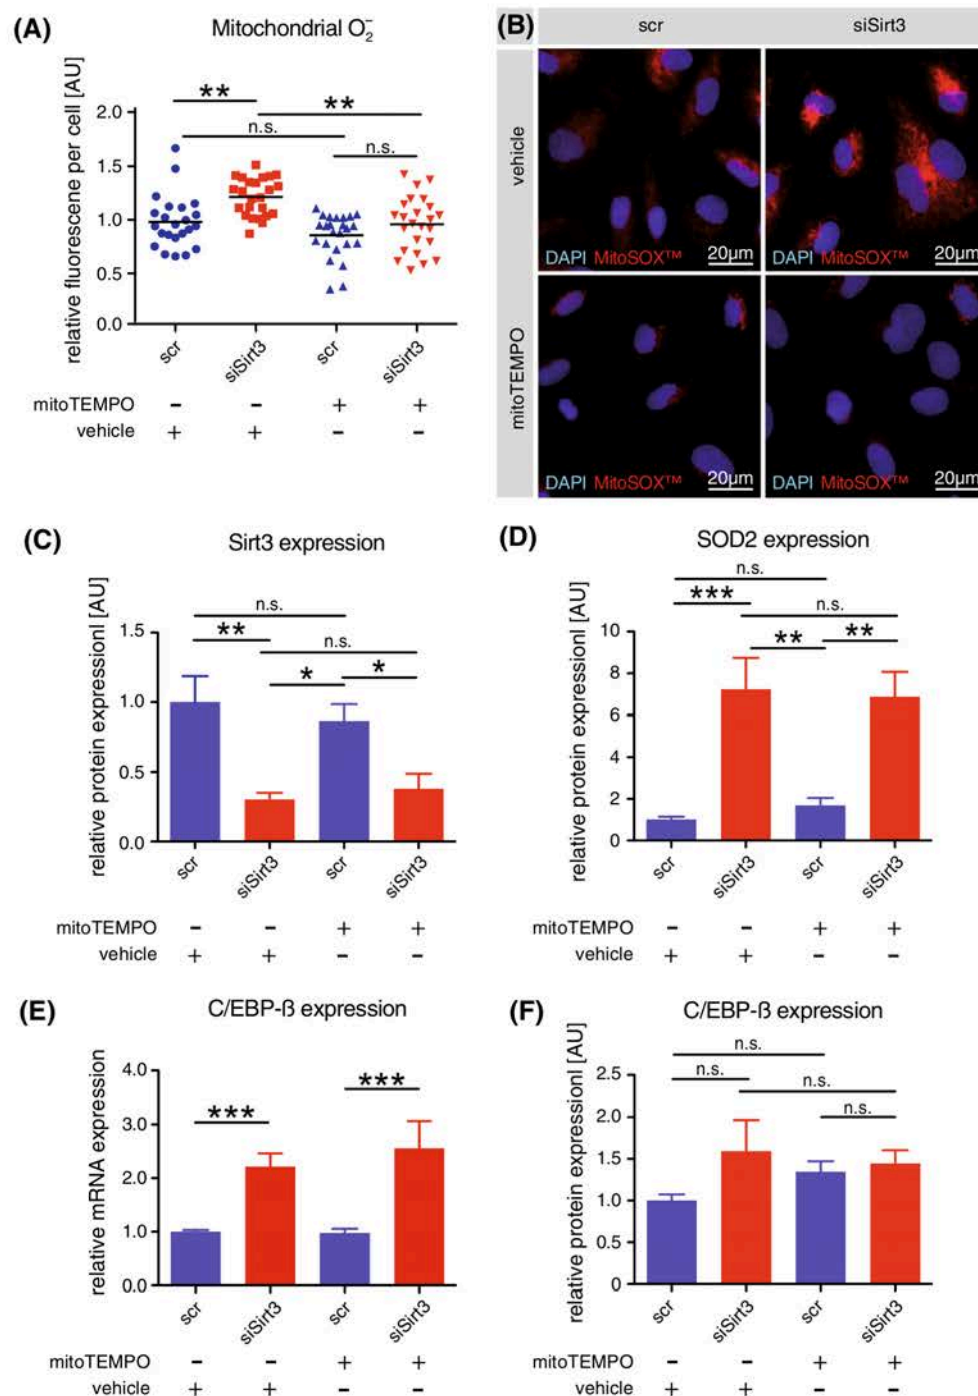 (A)
Mitochondrial O₂⁻
relative fluorescene per cell [AU]
2.0
1.5
1.0
0.5
0.0
**
**
n.s.
n.s.
scr
siSirt3
scr
siSirt3
mitoTEMPO - - + +
vehicle + + - -
(B)
scr
siSirt3
vehicle
mitoTEMPO
DAPI MitoSOX™ 20µm
DAPI MitoSOX™ 20µm
DAPI MitoSOX™ 20µm
DAPI MitoSOX™ 20µm
(C)
Sirt3 expression
relative protein expressionl [AU]
1.5
1.0
0.5
0.0
n.s.
**
n.s.
*
*
scr
siSirt3
scr
siSirt3
mitoTEMPO - - + +
vehicle + + - -
(D)
SOD2 expression
relative protein expressionl [AU]
10
8
6
4
2
0
n.s.
***
n.s.
**
**
scr
siSirt3
scr
siSirt3
mitoTEMPO - - + +
vehicle + + - -
(E)
C/EBP-ß expression
relative mRNA expression
4.0
3.0
2.0
1.0
0.0
***
***
scr
siSirt3
scr
siSirt3
mitoTEMPO - - + +
vehicle + + - -
(F)
C/EBP-ß expression
relative protein expressionl [AU]
2.5
2.0
1.5
1.0
0.5
0
n.s.
n.s.
n.s.
n.s.
scr
siSirt3
scr
siSirt3
mitoTEMPO - - + +
vehicle + + - -